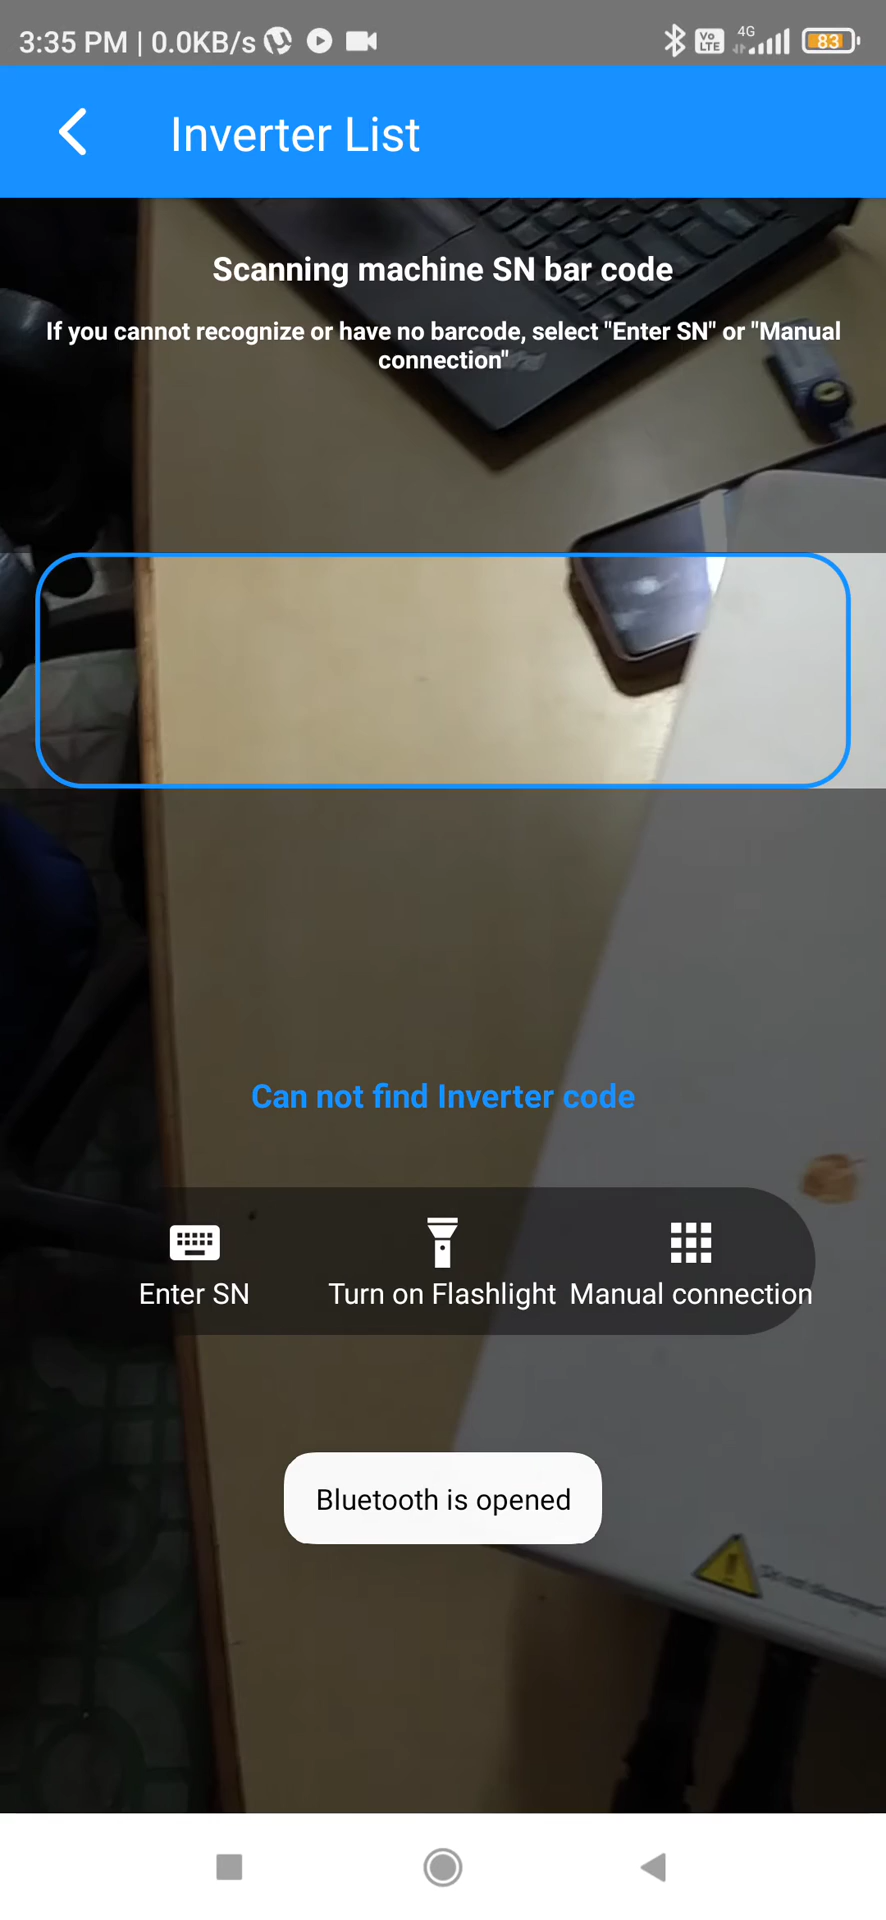 3:35 PM | 0.0KB/s
Vo
LTE
4G
83
Inverter List
Scanning machine SN bar code
If you cannot recognize or have no barcode, select "Enter SN" or "Manual
connection"
Can not find Inverter code
Enter SN
Turn on Flashlight
Manual connection
Bluetooth is opened